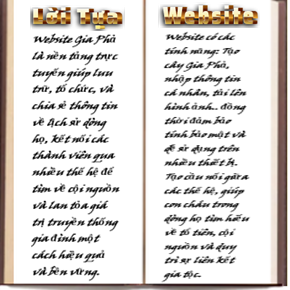 Lời Tựa
Website Gia Phả
là nền tảng trực
tuyến giúp lưu
trữ, tổ chức, và
chia sẻ thông tin
về lịch sử dòng
họ, kết nối các
thành viên qua
nhiều thế hệ để
tìm về cội nguồn
và lan tỏa giá
trị truyền thống
gia đình một
cách hiệu quả
và bền vững.
Website
Website có các
tính năng: Tạo
cây Gia Phả,
nhập thông tin
cá nhân, tải lên
hình ảnh... đồng
thời đảm bảo
tính bảo mật và
dễ sử dụng trên
nhiều thiết bị.
Tạo cầu nối giữa
các thế hệ, giúp
con cháu trong
dòng họ tìm hiểu
về tổ tiên, cội
nguồn và duy
trì sự liên kết
gia tộc.